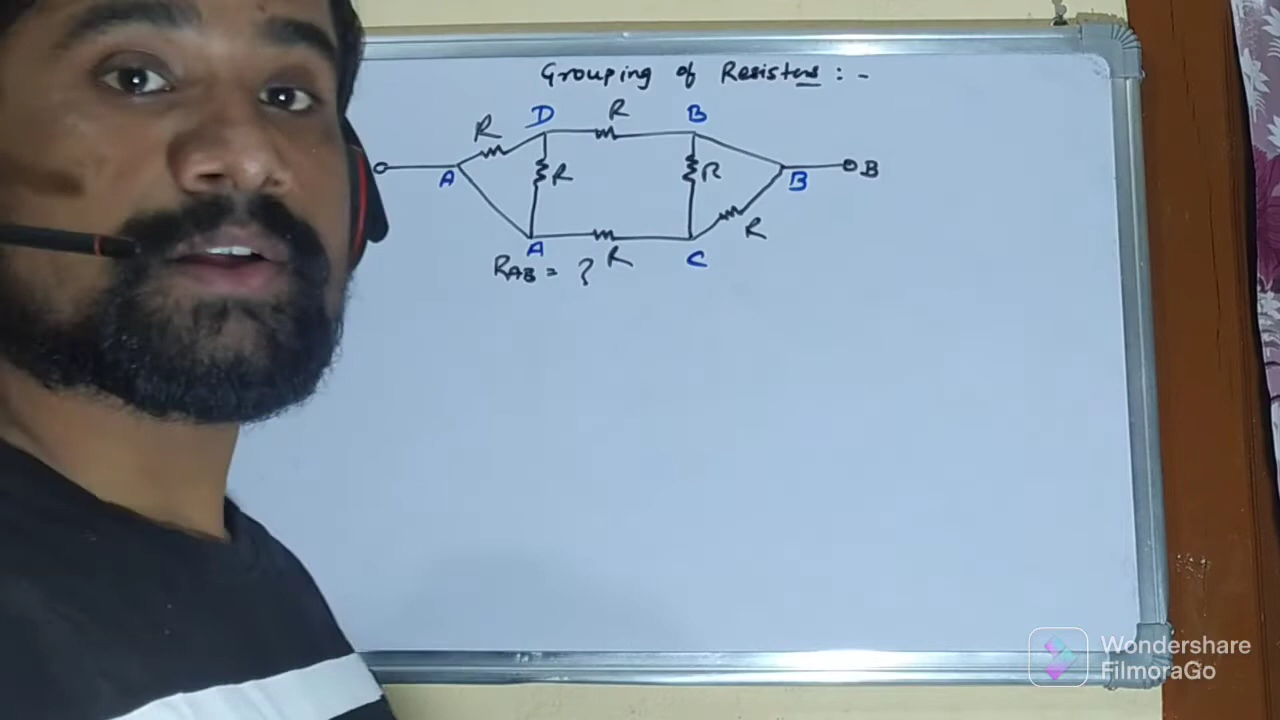 Grouping of Resistors : -
R D R B
A R R B B
A R C R
RAB = ?
Wondershare
FilmoraGo